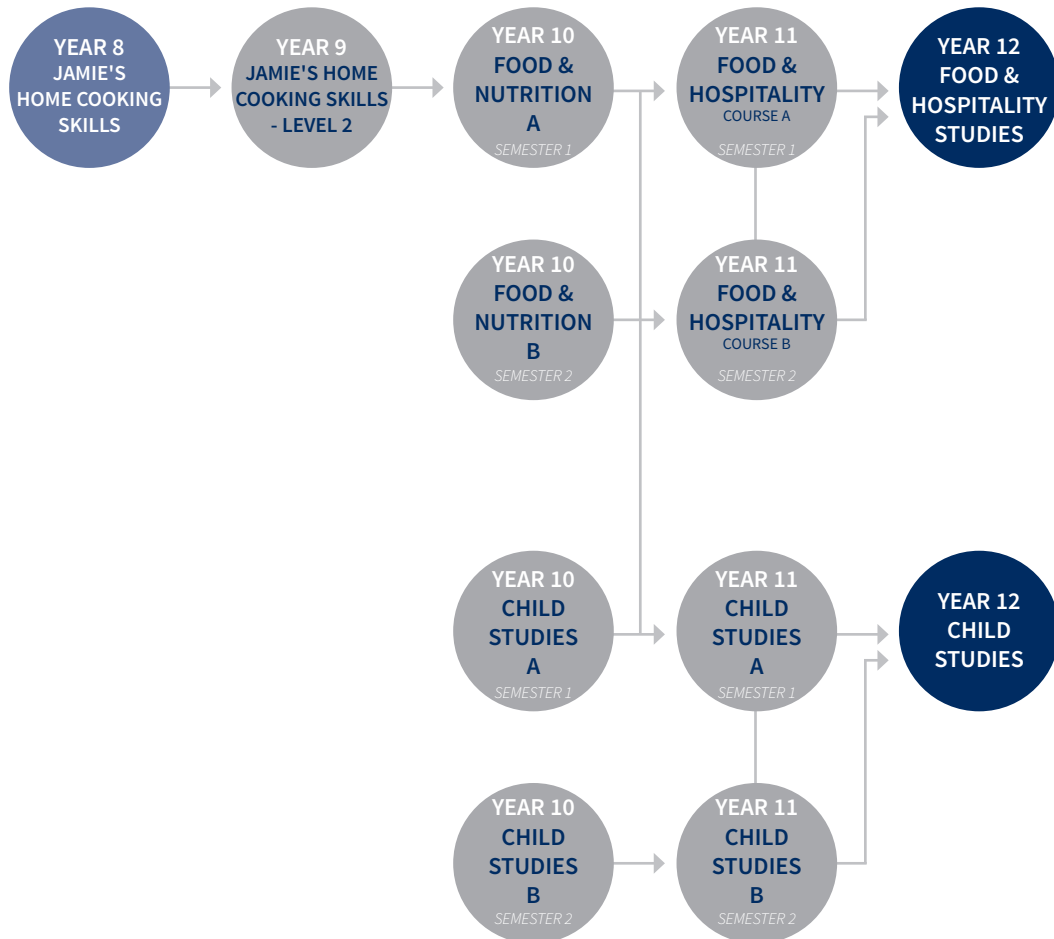 YEAR 8
JAMIE'S
HOME COOKING
SKILLS
YEAR 9
JAMIE'S HOME
COOKING SKILLS
- LEVEL 2
YEAR 10
FOOD &
NUTRITION
A
SEMESTER 1
YEAR 11
FOOD &
HOSPITALITY
COURSE A
SEMESTER 1
YEAR 12
FOOD &
HOSPITALITY
STUDIES
YEAR 10
FOOD &
NUTRITION
B
SEMESTER 2
YEAR 11
FOOD &
HOSPITALITY
COURSE B
SEMESTER 2
YEAR 10
CHILD
STUDIES
A
SEMESTER 1
YEAR 11
CHILD
STUDIES
A
SEMESTER 1
YEAR 12
CHILD
STUDIES
YEAR 10
CHILD
STUDIES
B
SEMESTER 2
YEAR 11
CHILD
STUDIES
B
SEMESTER 2